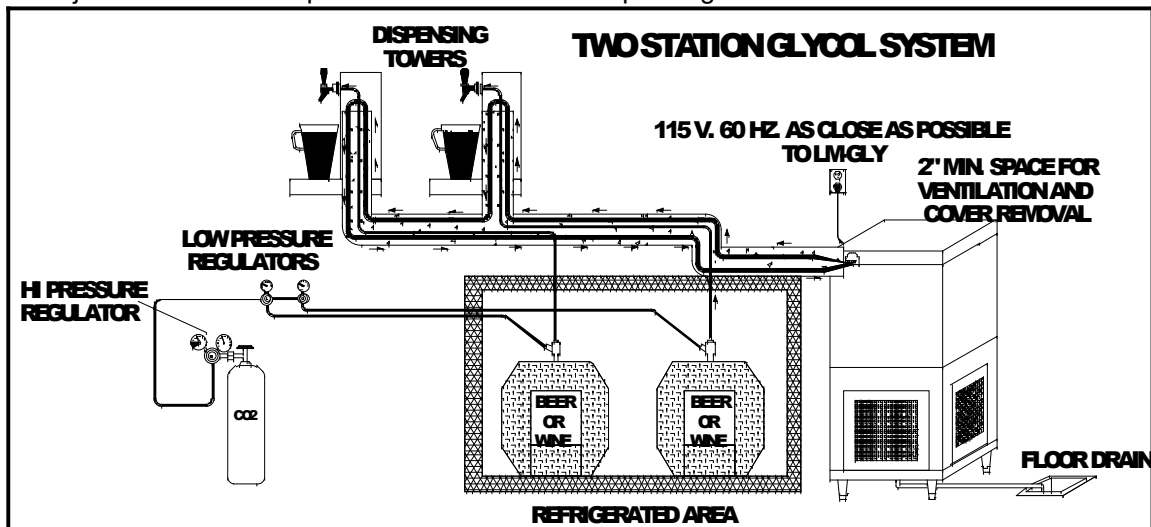 DISPENSING
TOWERS
TWO STATION GLYCOL SYSTEM
115 V. 60 HZ. AS CLOSE AS POSSIBLE
TO LM-GLY
2" MIN. SPACE FOR
VENTILATION AND
COVER REMOVAL
LOW PRESSURE
REGULATORS
HI PRESSURE
REGULATOR
CO2
BEER
OR
WINE
BEER
OR
WINE
FLOOR DRAIN
REFRIGERATED AREA